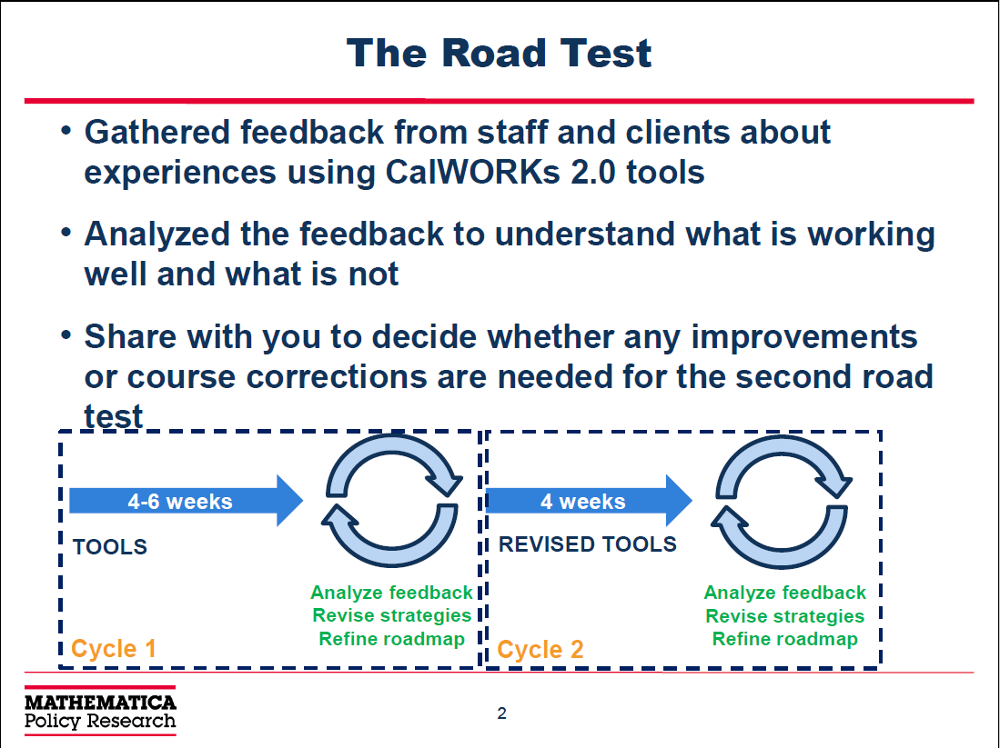 The Road Test
• Gathered feedback from staff and clients about
experiences using CalWORKs 2.0 tools
• Analyzed the feedback to understand what is working
well and what is not
• Share with you to decide whether any improvements
or course corrections are needed for the second road
test
4-6 weeks
TOOLS
Analyze feedback
Revise strategies
Refine roadmap
Cycle 1
4 weeks
REVISED TOOLS
Analyze feedback
Revise strategies
Refine roadmap
Cycle 2
MATHEMATICA
Policy Research
2